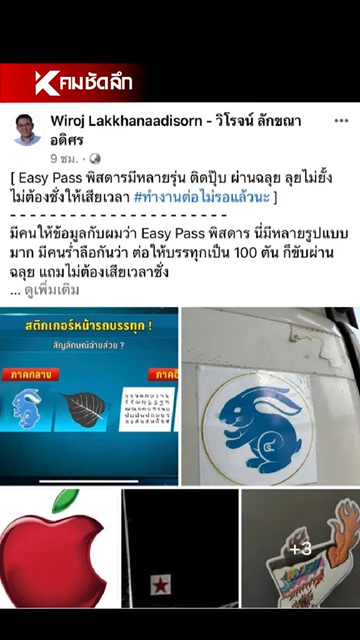 คมชัดลึก
Wiroj Lakkhanaadisorn - วิโรจน์ ลักขณา
อดิศร
9 ชม. ·
[ Easy Pass พิสดารมีหลายรุ่น ติดปุ๊บ ผ่านฉลุย ลุยไม่ยั้ง
ไม่ต้องชั่งให้เสียเวลา #ทำงานต่อไม่รอแล้วนะ ]
- - - - - - - - - - - - - - - - - - - - - - -
มีคนให้ข้อมูลกับผมว่า Easy Pass พิสดาร นี่มีหลายรูปแบบ
มาก มีคนร่ำลือกันว่า ต่อให้บรรทุกเป็น 100 ตัน ก็ขับผ่าน
ฉลุย แถมไม่ต้องเสียเวลาชั่ง
... ดูเพิ่มเติม
สติกเกอร์หน้ารถบรรทุก !
สัญลักษณ์จ่ายส่วย ?
ภาคกลาง
+3